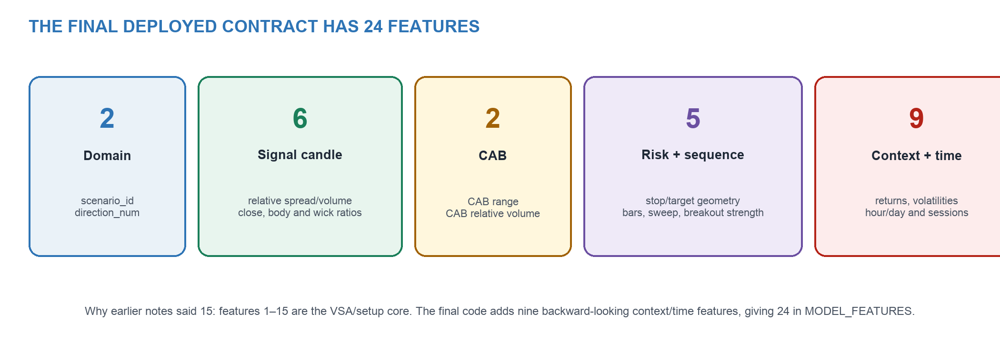 THE FINAL DEPLOYED CONTRACT HAS 24 FEATURES
2
Domain
scenario_id
direction_num
6
Signal candle
relative spread/volume
close, body and wick ratios
2
CAB
CAB range
CAB relative volume
5
Risk + sequence
stop/target geometry
bars, sweep, breakout strength
9
Context + time
returns, volatilities
hour/day and sessions
Why earlier notes said 15: features 1–15 are the VSA/setup core. The final code adds nine backward-looking context/time features, giving 24 in MODEL_FEATURES.